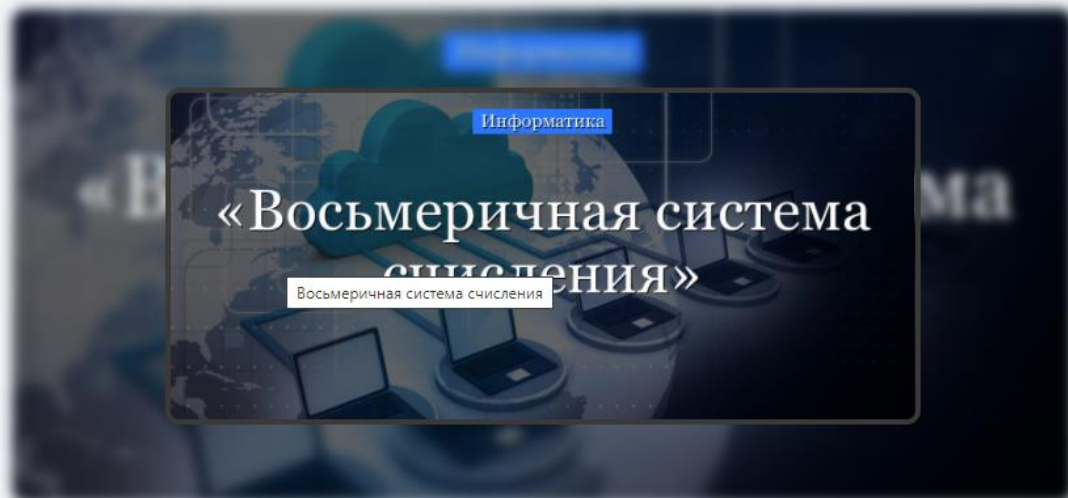 Информатика
«Восьмеричная система
счисления»
Восьмеричная система счисления